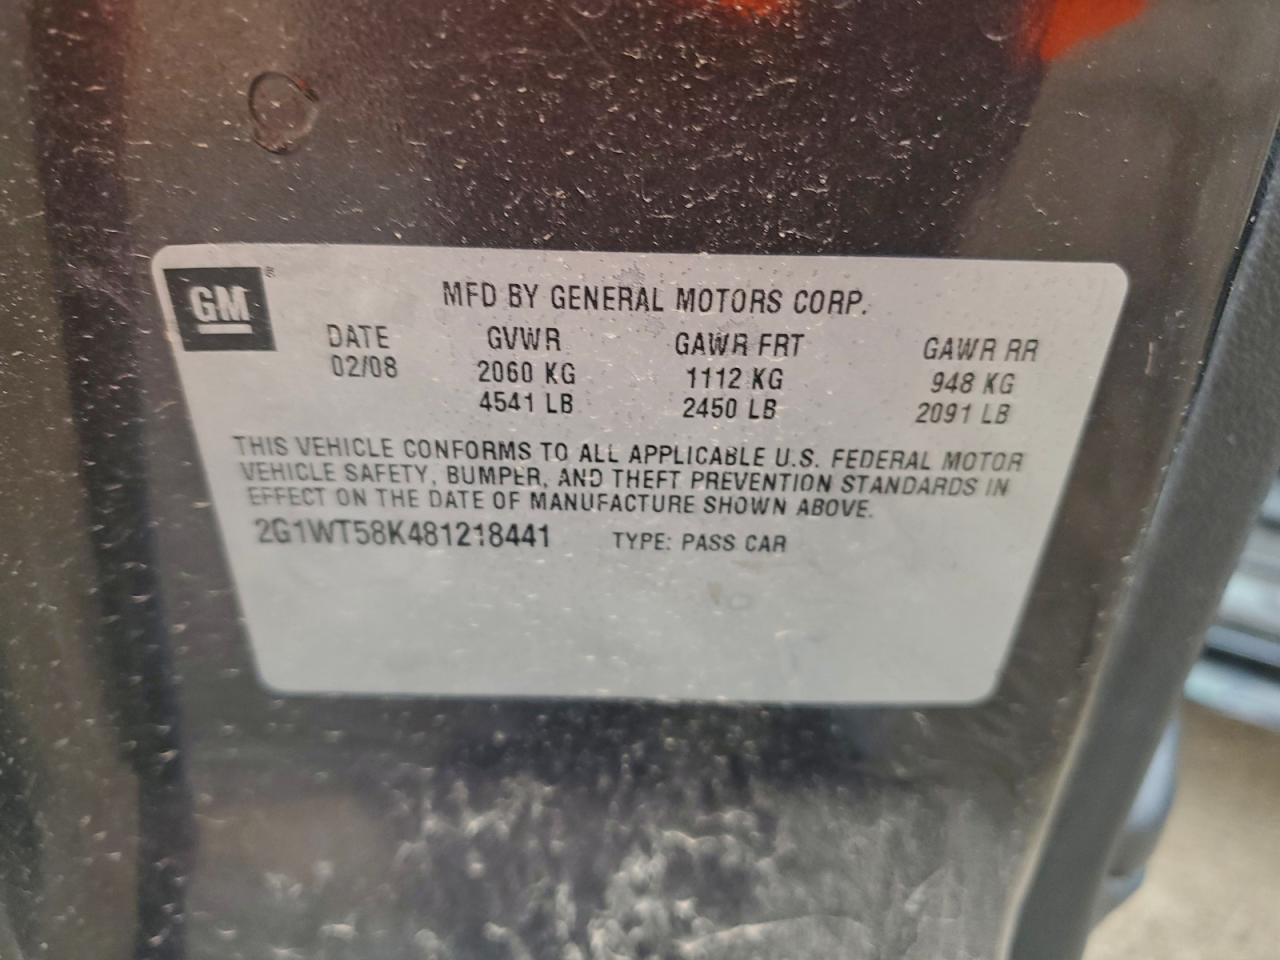 GM ®
MFD BY GENERAL MOTORS CORP.
DATE GVWR GAWR FRT GAWR RR
02/08 2060 KG 1112 KG 948 KG
4541 LB 2450 LB 2091 LB
THIS VEHICLE CONFORMS TO ALL APPLICABLE U.S. FEDERAL MOTOR
VEHICLE SAFETY, BUMPER, AND THEFT PREVENTION STANDARDS IN
EFFECT ON THE DATE OF MANUFACTURE SHOWN ABOVE.
2G1WT58K481218441 TYPE: PASS CAR